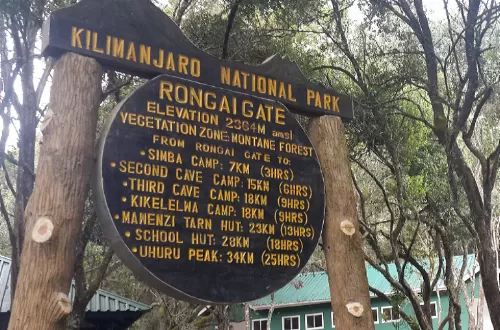 KILIMANJARO NATIONAL PARK
RONGAI GATE
ELEVATION 2364M amsl
VEGETATION ZONE: MONTANE FOREST
FROM RONGAI GATE TO:
• SIMBA CAMP: 7KM (3HRS)
• SECOND CAVE CAMP: 15KM (6HRS)
• THIRD CAVE CAMP: 18KM (9HRS)
• KIKELELWA CAMP: 18KM (9HRS)
• MAWENZI TARN HUT: 23KM (13HRS)
• SCHOOL HUT: 28KM (18HRS)
• UHURU PEAK: 34KM (25HRS)